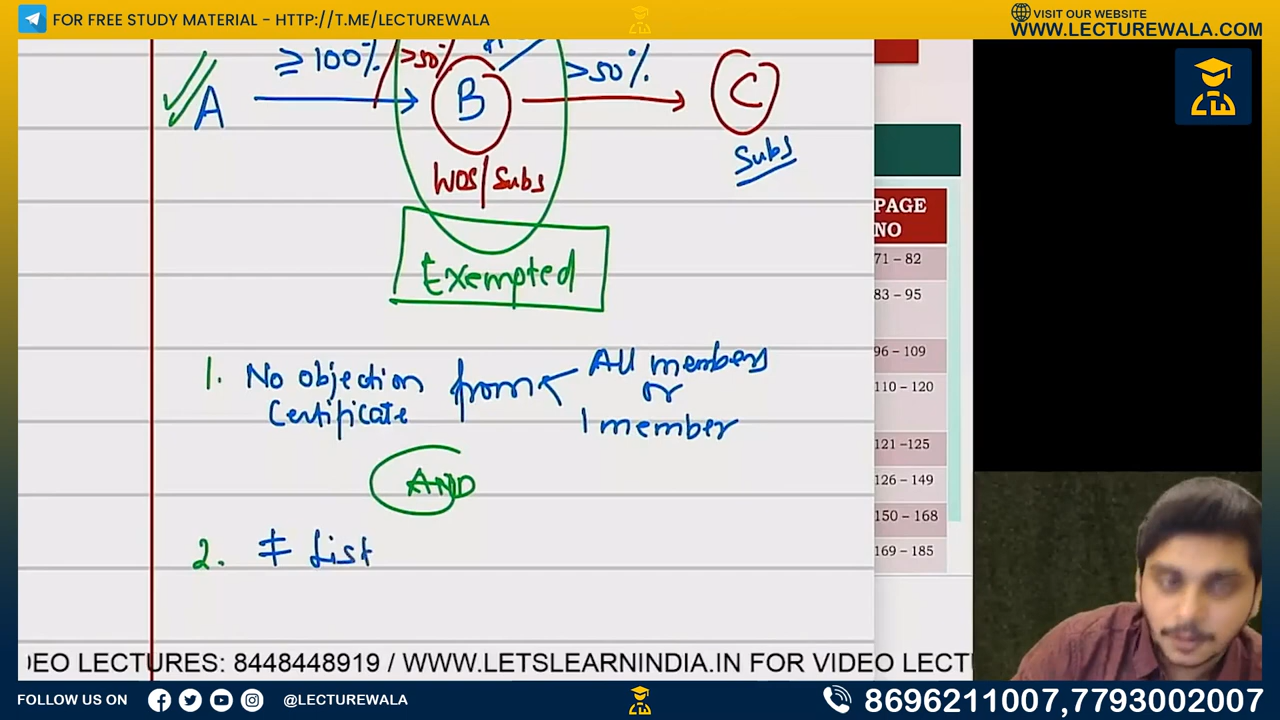 FOR FREE STUDY MATERIAL - HTTP://T.ME/LECTUREWALA
VISIT OUR WEBSITE
WWW.LECTUREWALA.COM
A
≥ 100% / >50%
B
>50%
C
WOS/Subs
Subs
Exempted
1. No objection Certificate from All members or 1 member
AND
2. ≠ List
PAGE NO
71 – 82
83 – 95
96 – 109
110 – 120
121 –125
126 – 149
150 – 168
169 – 185
DEO LECTURES: 8448448919 / WWW.LETSLEARNINDIA.IN FOR VIDEO LECT
FOLLOW US ON
@LECTUREWALA
8696211007,7793002007